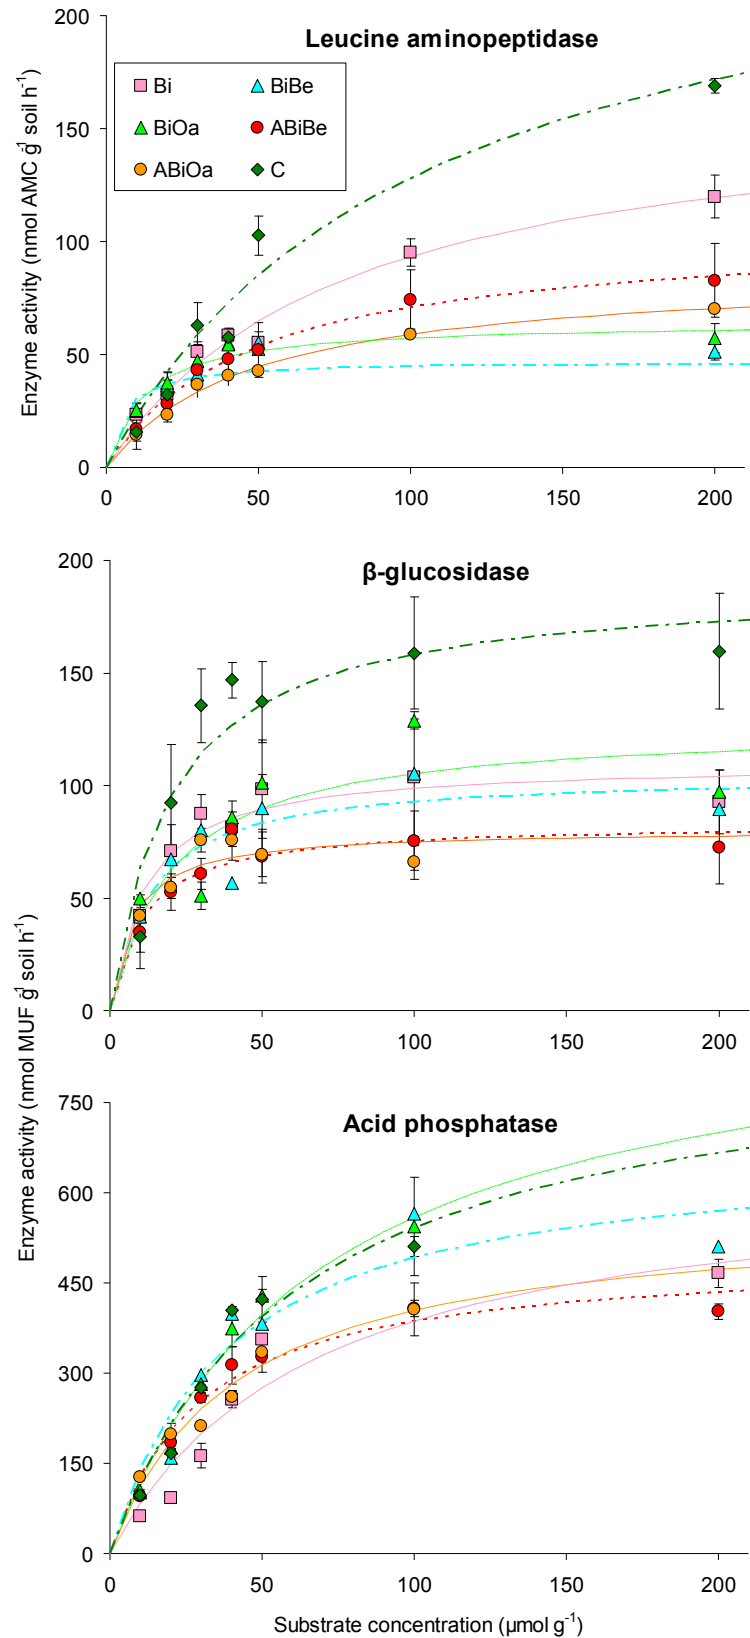 Leucine aminopeptidase
Enzyme activity (nmol AMC g-1 soil h-1)
200
150
100
50
0
Bi
BiBe
BiOa
ABiBe
ABiOa
C
0 50 100 150 200
β-glucosidase
200
150
100
50
0
0 50 100 150 200
Enzyme activity (nmol MUF g-1 soil h-1)
Acid phosphatase
750
600
450
300
150
0
0 50 100 150 200
Substrate concentration (µmol g-1)